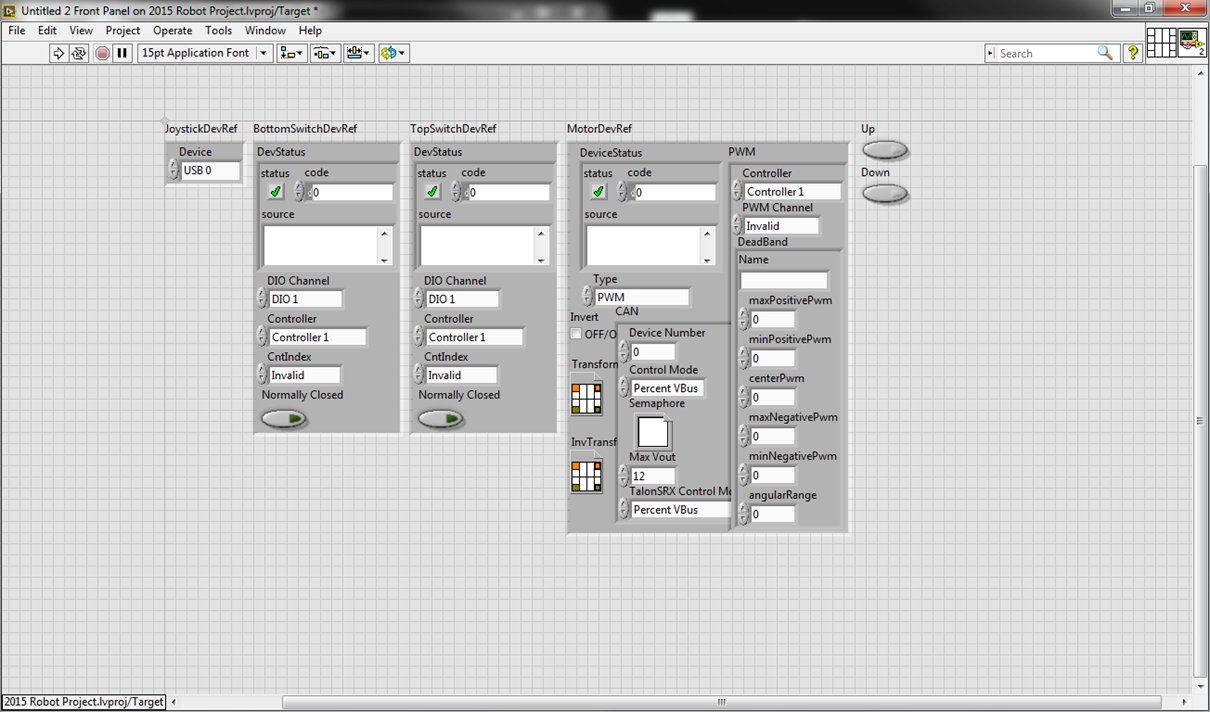 Untitled 2 Front Panel on 2015 Robot Project.lvproj/Target *
File Edit View Project Operate Tools Window Help
15pt Application Font
Search
?
2
JoystickDevRef
Device
USB 0
BottomSwitchDevRef
DevStatus
status code
0
source
DIO Channel
DIO 1
Controller
Controller 1
CntIndex
Invalid
Normally Closed
TopSwitchDevRef
DevStatus
status code
0
source
DIO Channel
DIO 1
Controller
Controller 1
CntIndex
Invalid
Normally Closed
MotorDevRef
DeviceStatus
status code
0
source
Type
PWM
Invert
OFF/O
Transform
InvTransf
CAN
Device Number
0
Control Mode
Percent VBus
Semaphore
Max Vout
12
TalonSRX Control Mo
Percent VBus
PWM
Controller
Controller 1
PWM Channel
Invalid
DeadBand
Name
maxPositivePwm
0
minPositivePwm
0
centerPwm
0
maxNegativePwm
0
minNegativePwm
0
angularRange
0
Up
Down
2015 Robot Project.lvproj/Target